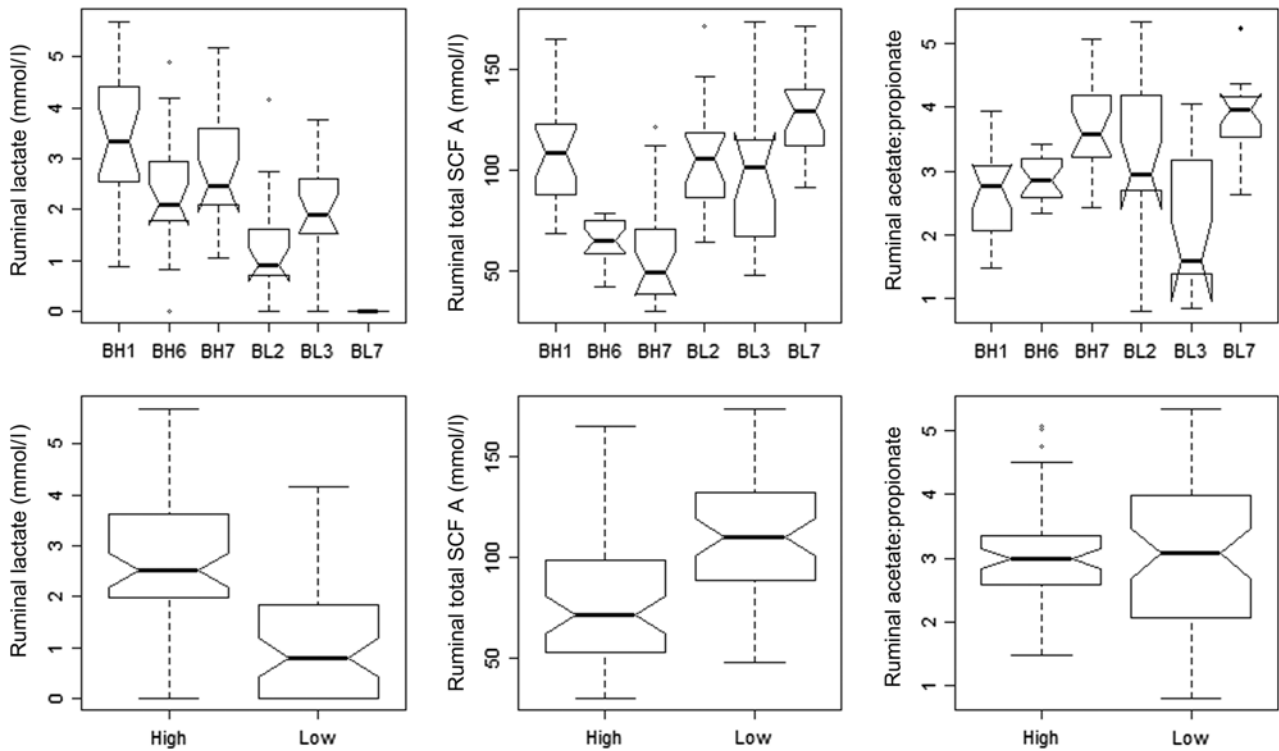 Ruminal lactate (mmol/l)
0 1 2 3 4 5
BH1 BH6 BH7 BL2 BL3 BL7
Ruminal total SCF A (mmol/l)
50 100 150
BH1 BH6 BH7 BL2 BL3 BL7
Ruminal acetate:propionate
1 2 3 4 5
BH1 BH6 BH7 BL2 BL3 BL7
Ruminal lactate (mmol/l)
0 1 2 3 4 5
High Low
Ruminal total SCF A (mmol/l)
50 100 150
High Low
Ruminal acetate:propionate
1 2 3 4 5
High Low